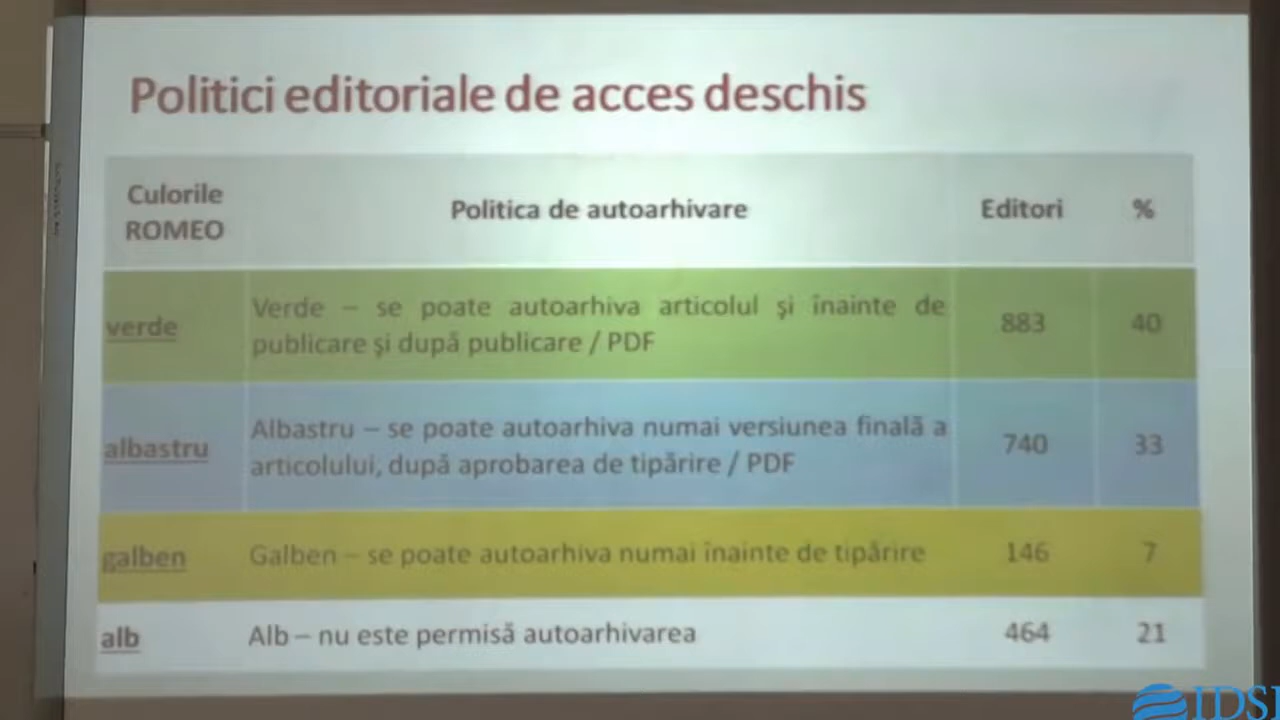 Politici editoriale de acces deschis
Culorile
ROMEO
Politica de autoarhivare
Editori
%
verde
Verde – se poate autoarhiva articolul şi înainte de
publicare şi după publicare / PDF
883
40
albastru
Albastru – se poate autoarhiva numai versiunea finală a
articolului, după aprobarea de tipărire / PDF
740
33
galben
Galben – se poate autoarhiva numai înainte de tipărire
146
7
alb
Alb – nu este permisă autoarhivarea
464
21
IDSI